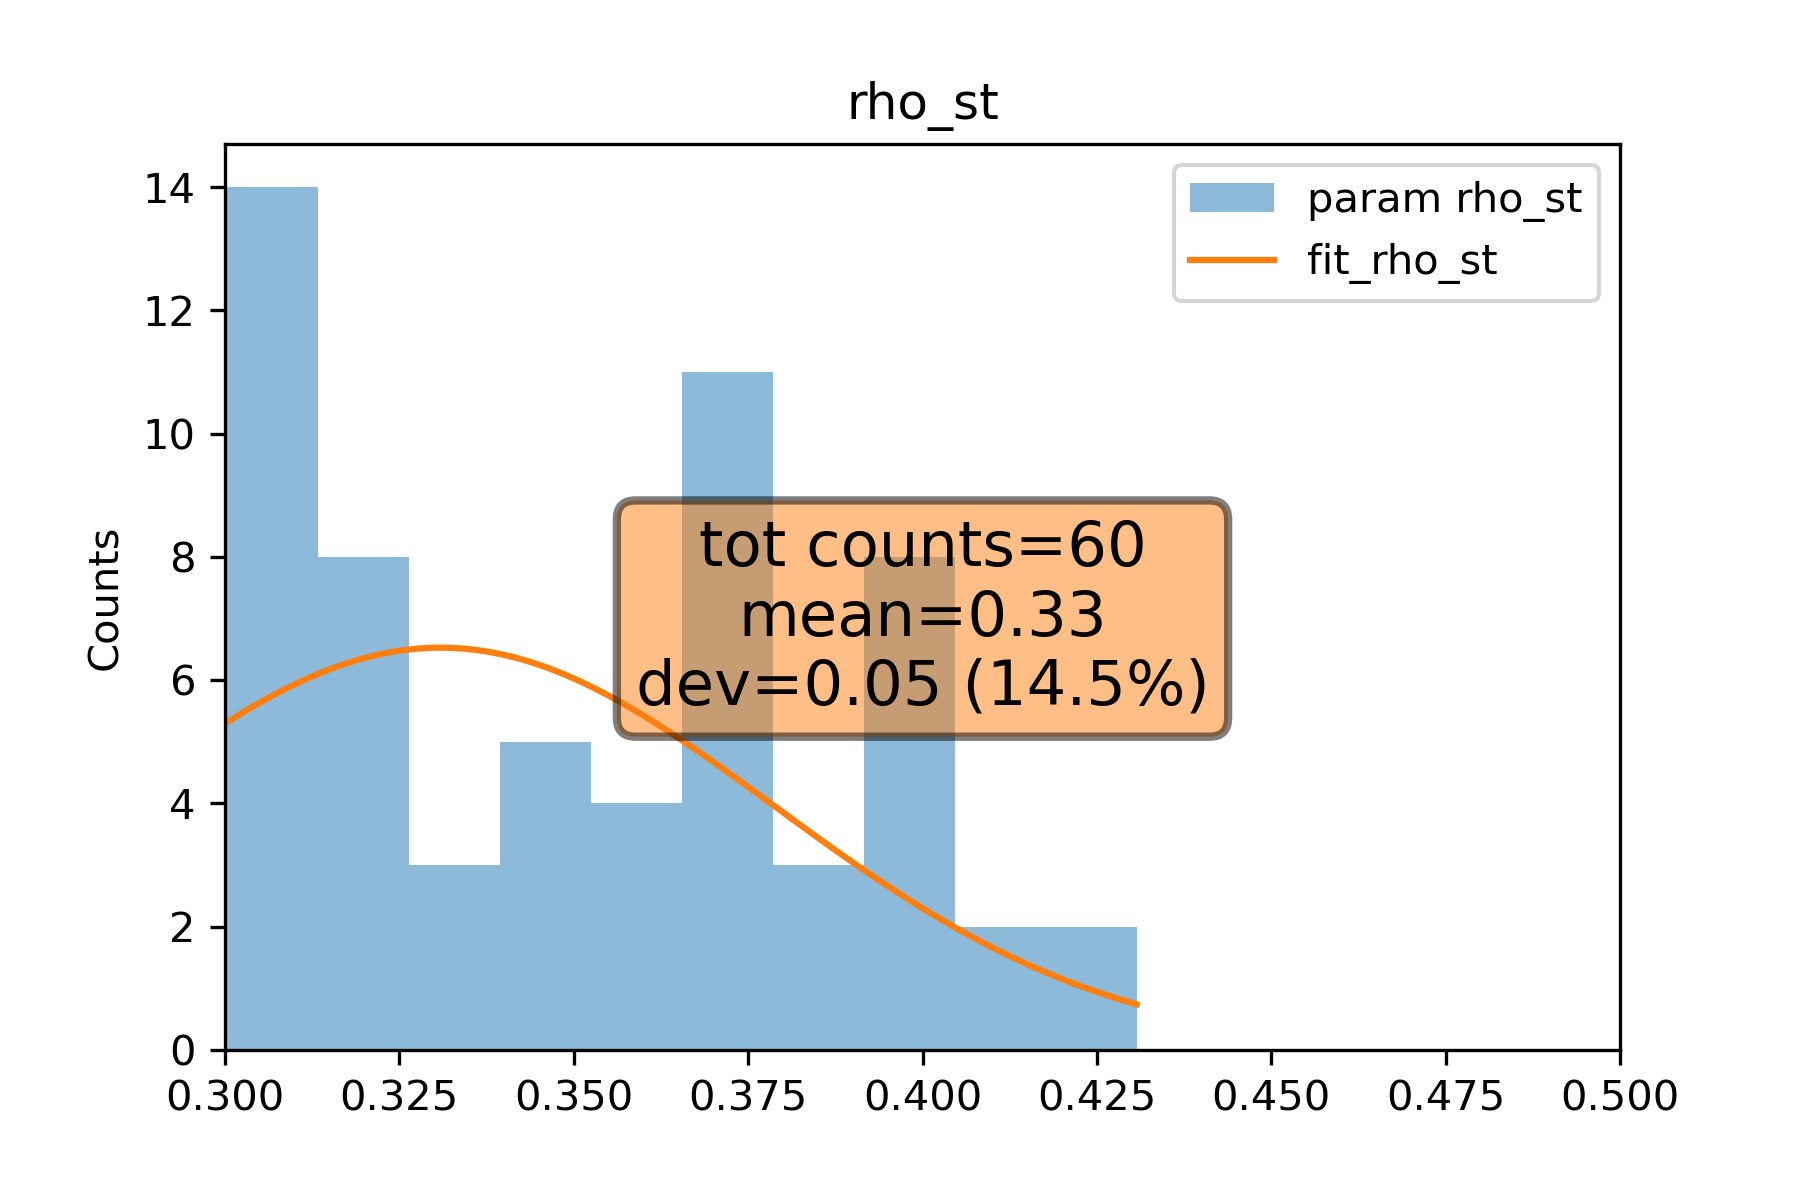 rho_st
param rho_st
fit_rho_st
14
12
10
8
6
4
2
0
Counts
tot counts=60
mean=0.33
dev=0.05 (14.5%)
0.300 0.325 0.350 0.375 0.400 0.425 0.450 0.475 0.500